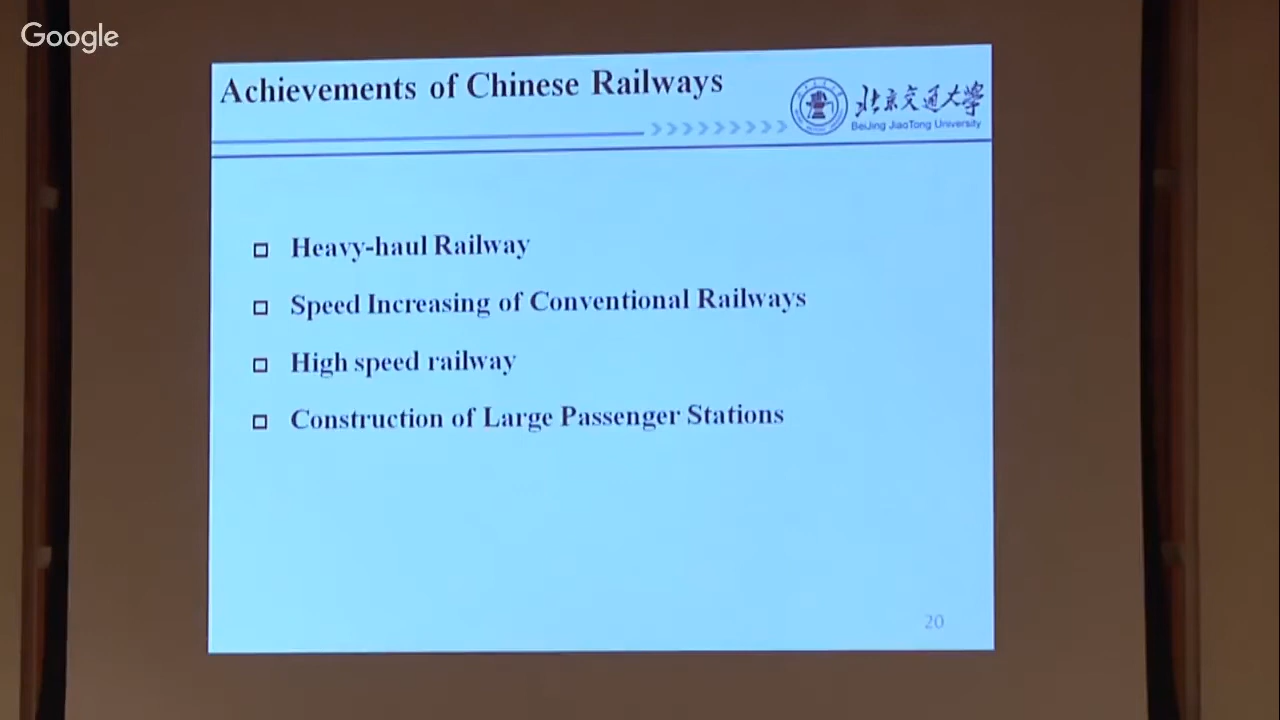 Google
Achievements of Chinese Railways
北京交通大学
BeiJing JiaoTong University
Heavy-haul Railway
Speed Increasing of Conventional Railways
High speed railway
Construction of Large Passenger Stations
20